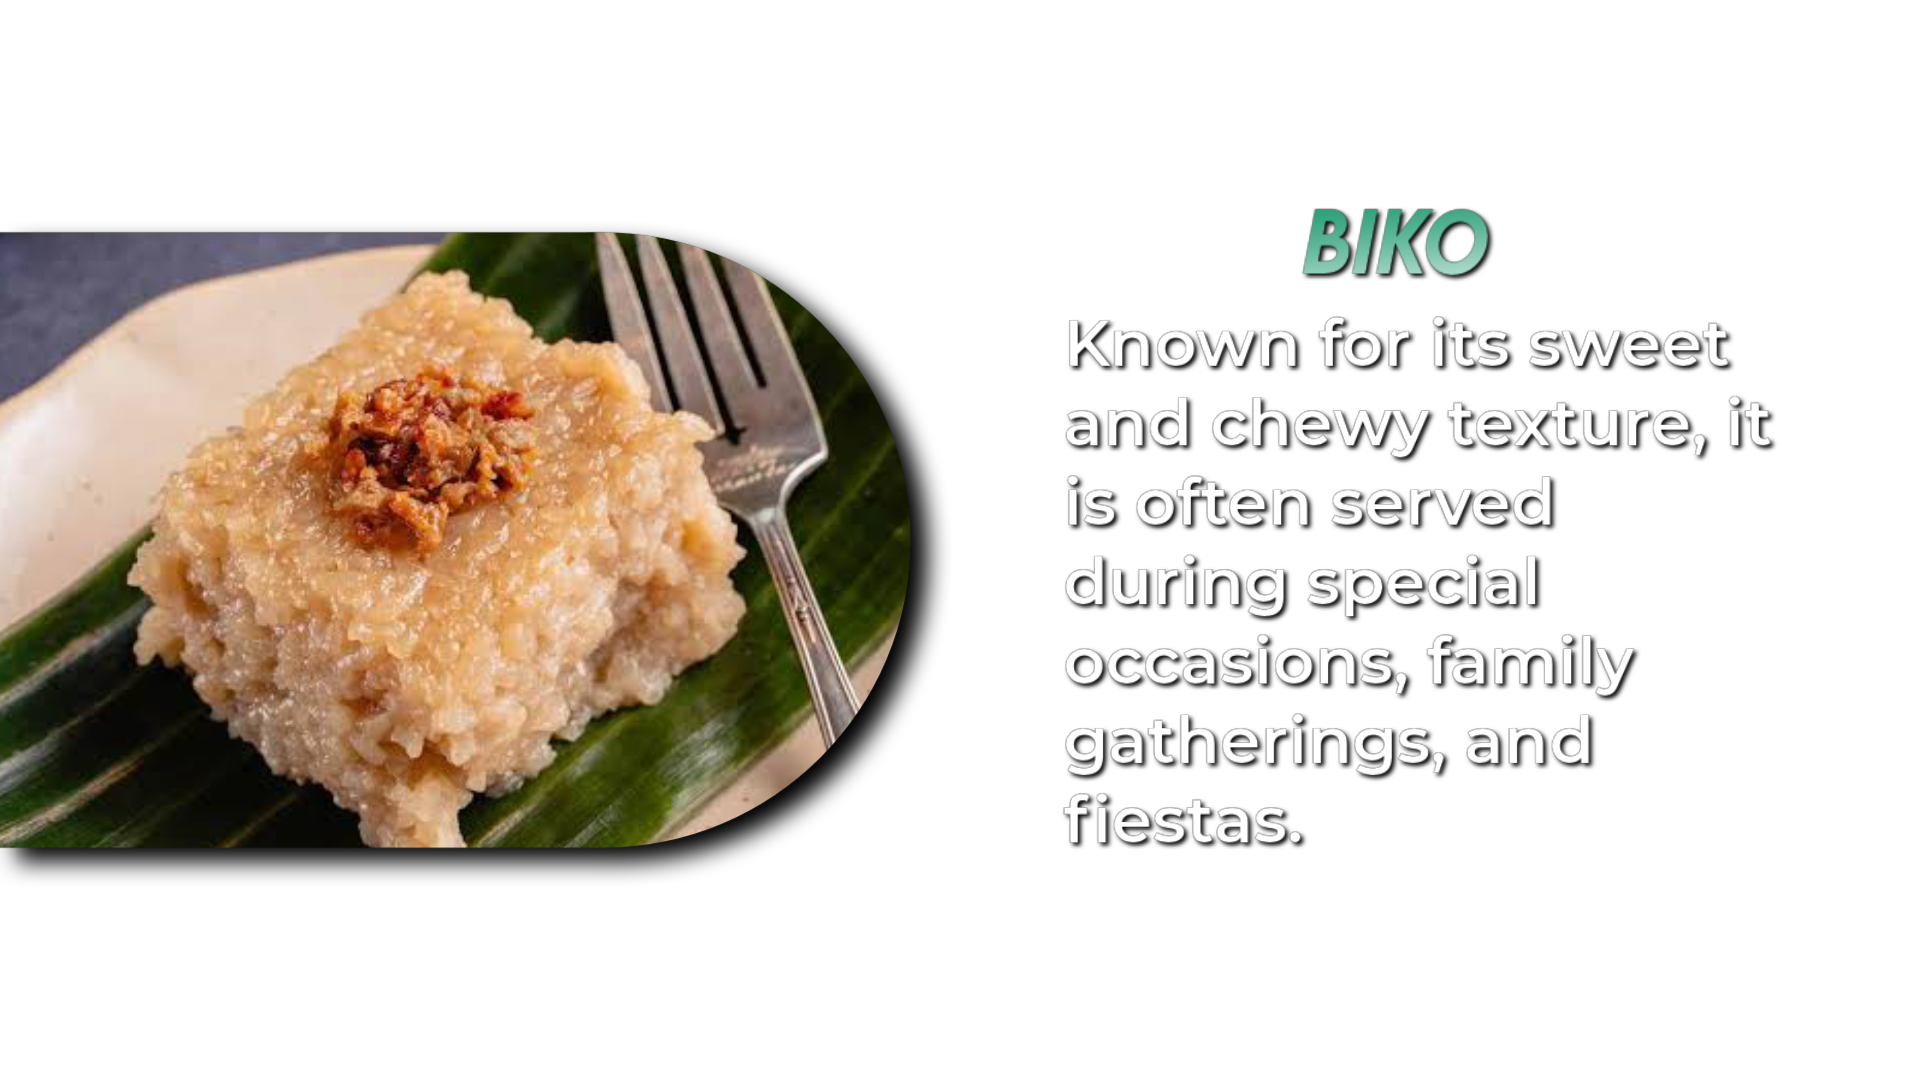 BIKO
Known for its sweet
and chewy texture, it
is often served
during special
occasions, family
gatherings, and
fiestas.